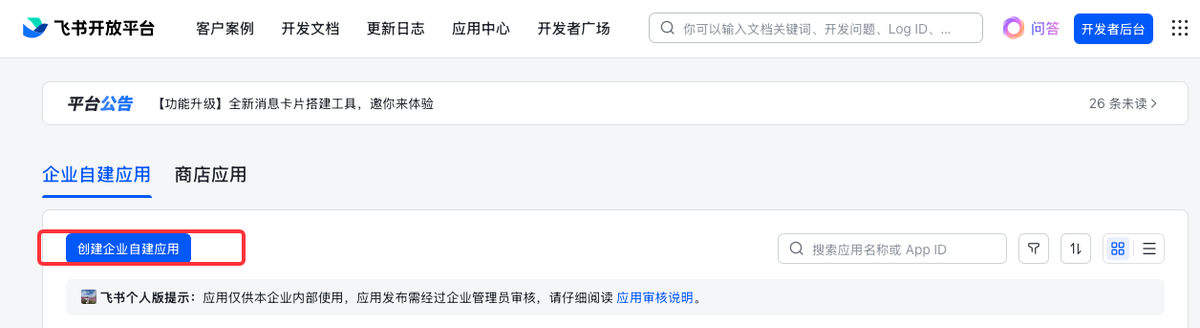 飞书开放平台 客户案例 开发文档 更新日志 应用中心 开发者广场 你可以输入文档关键词、开发问题、Log ID、... 问答 开发者后台
平台公告 【功能升级】全新消息卡片搭建工具，邀你来体验 26 条未读
企业自建应用 商店应用
创建企业自建应用 搜索应用名称或 App ID
飞书个人版提示：应用仅供本企业内部使用，应用发布需经过企业管理员审核，请仔细阅读 应用审核说明。